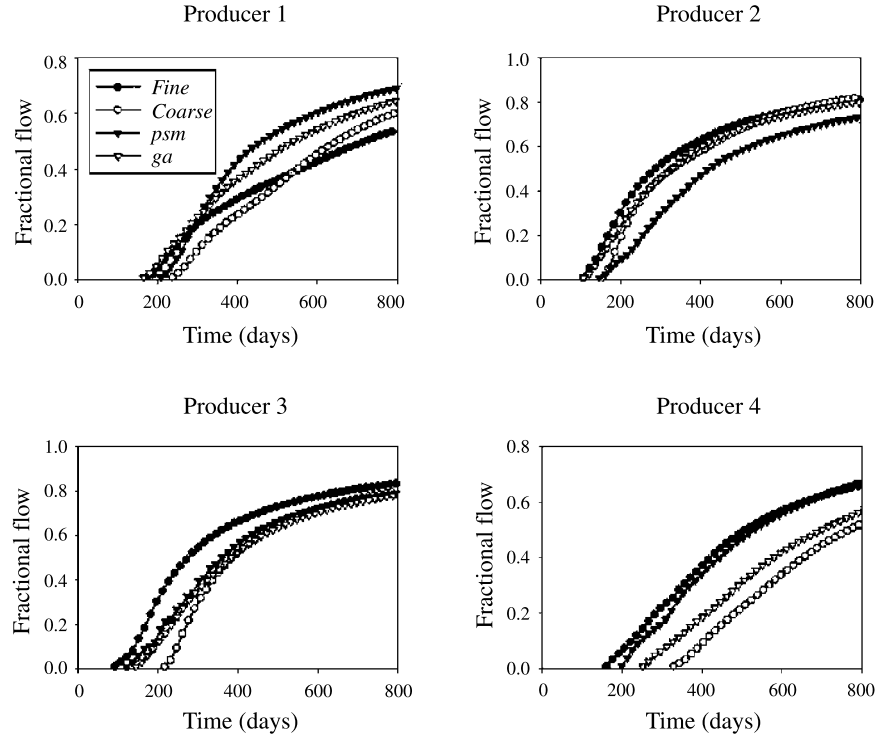 Producer 1
Producer 2
0.8
0.6
0.4
0.2
0.0
Fractional flow
Fine
Coarse
psm
ga
0 200 400 600 800
Time (days)
1.0
0.8
0.6
0.4
0.2
0.0
Fractional flow
0 200 400 600 800
Time (days)
Producer 3
Producer 4
1.0
0.8
0.6
0.4
0.2
0.0
Fractional flow
0 200 400 600 800
Time (days)
0.8
0.6
0.4
0.2
0.0
Fractional flow
0 200 400 600 800
Time (days)